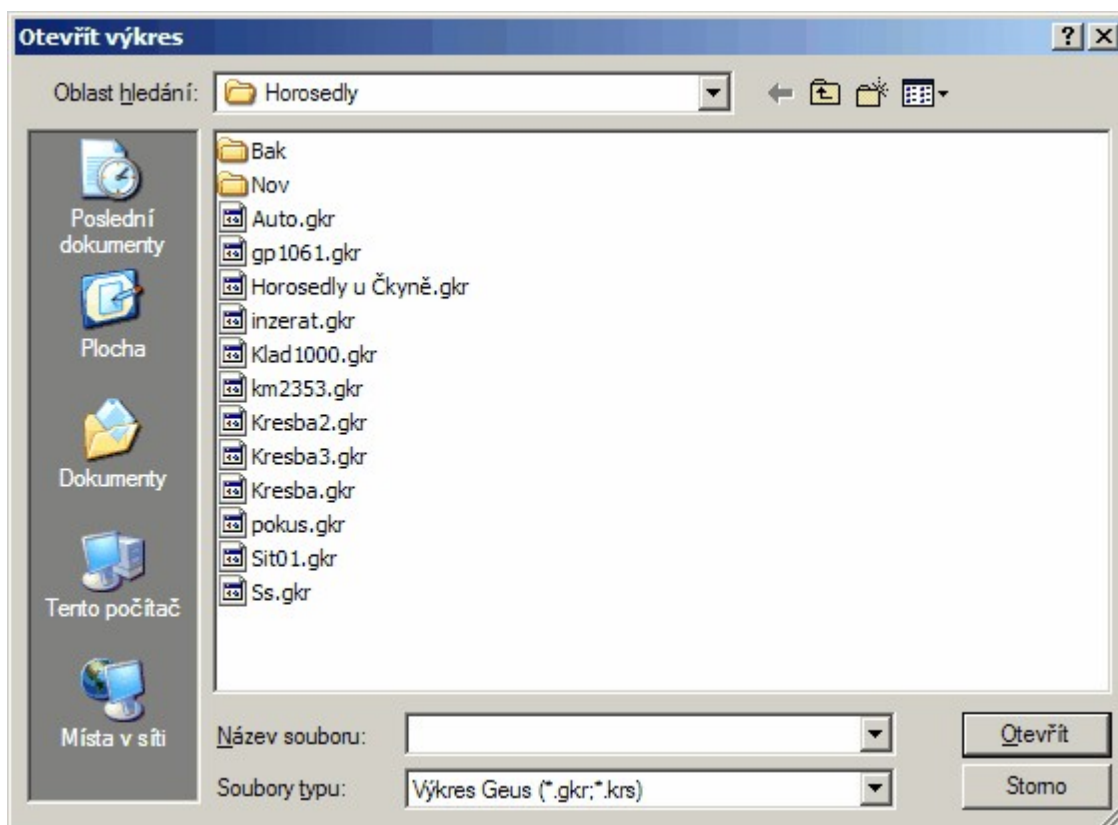 Otevřít výkres
Oblast hledání:
Horosedly
Poslední
dokumenty
Plocha
Dokumenty
Tento počítač
Místa v síti
Bak
Nov
Auto.gkr
gp1061.gkr
Horosedly u Čkyně.gkr
inzerat.gkr
Klad1000.gkr
km2353.gkr
Kresba2.gkr
Kresba3.gkr
Kresba.gkr
pokus.gkr
Sit01.gkr
Ss.gkr
Název souboru:
Otevřít
Soubory typu:
Výkres Geus (*.gkr;*.krs)
Storno